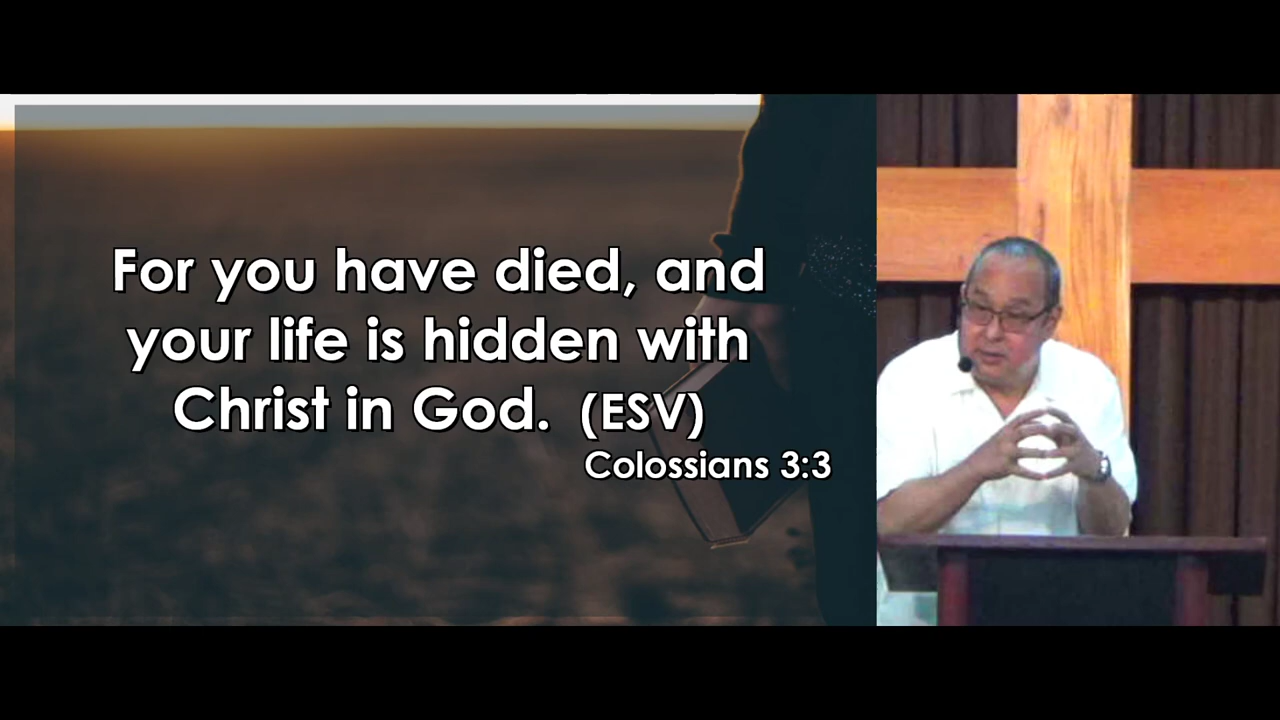 For you have died, and
your life is hidden with
Christ in God. (ESV)
Colossians 3:3